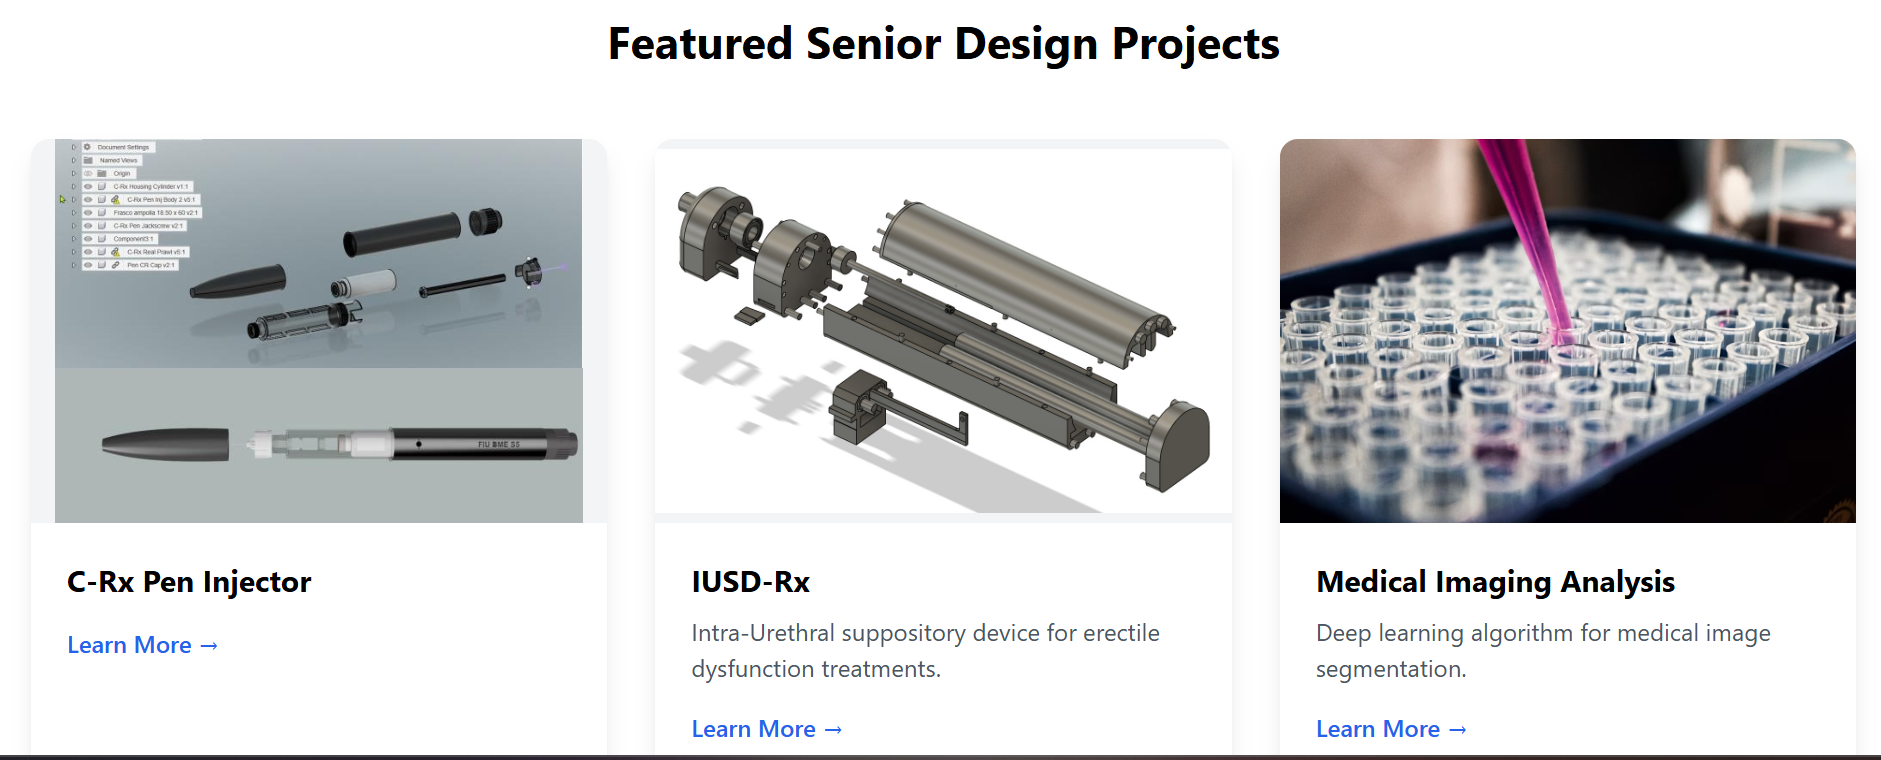 Featured Senior Design Projects
Document Settings
Named Views
Origin
C-Rx Housing Cylinder v1:1
C-Rx Pen Inj Body 2 v5:1
Frasco ampolla 18.50 x 60 v2:1
C-Rx Pen Jackscrew v2:1
Component3:1
C-Rx Real Prawl v5:1
Pen CR Cap v2:1
FIU BME S5
C-Rx Pen Injector
Learn More →
IUSD-Rx
Intra-Urethral suppository device for erectile
dysfunction treatments.
Learn More →
Medical Imaging Analysis
Deep learning algorithm for medical image
segmentation.
Learn More →